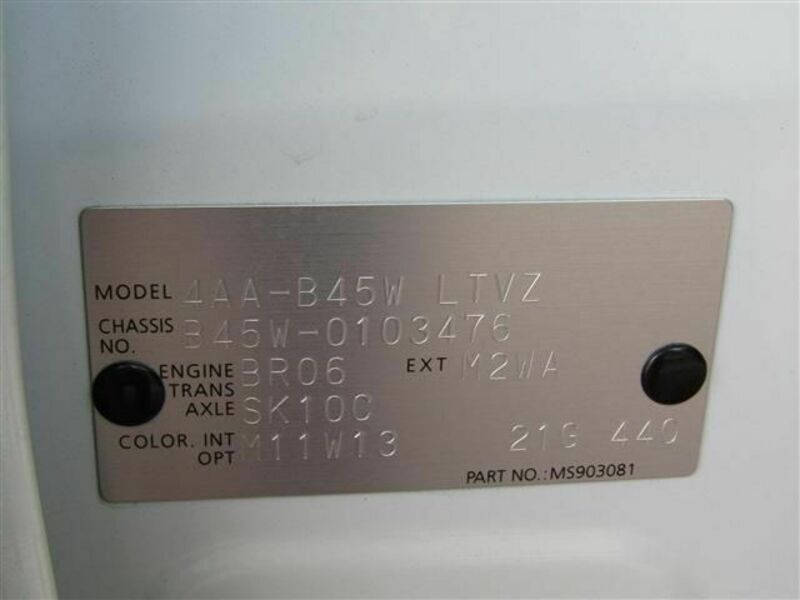 MODEL 4AA-B45W LTVZ
CHASSIS NO. B45W-0103476
ENGINE BR06 EXT M2WA
TRANS AXLE SK10C
COLOR. INT OPT M11W13 21G 440
PART NO.: MS903081